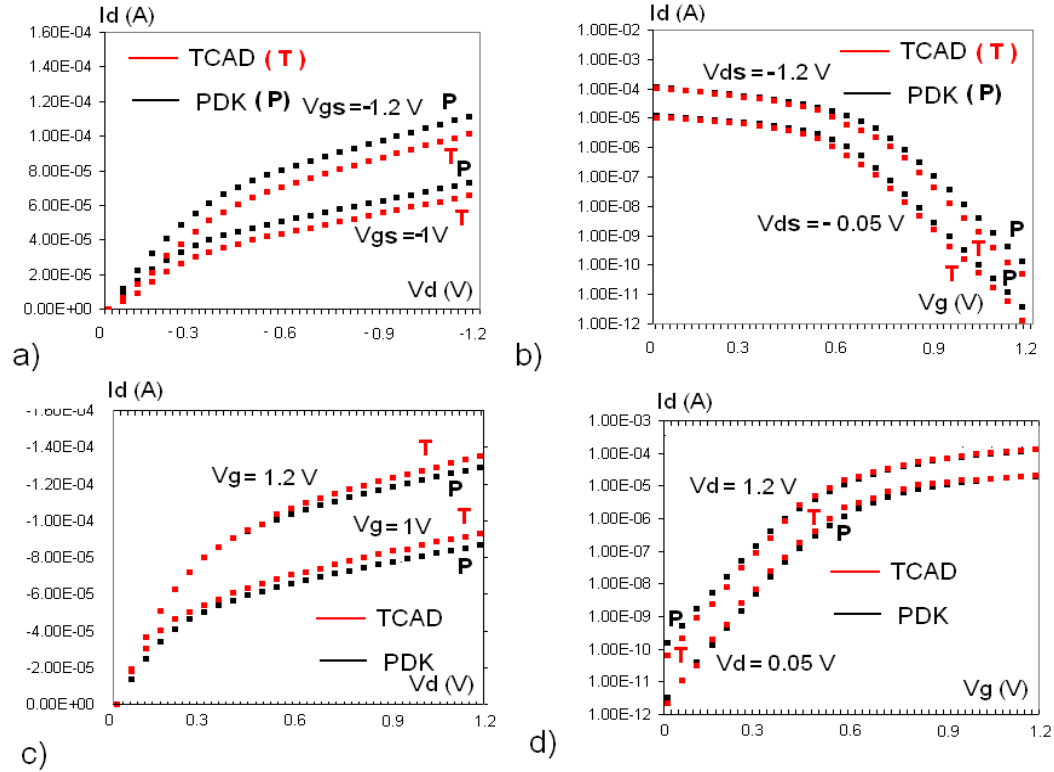 Id (A)
1.60E-04
1.40E-04
1.20E-04
1.00E-04
8.00E-05
6.00E-05
4.00E-05
2.00E-05
0.00E+00
TCAD (T)
PDK (P)
Vgs=-1.2 V
P
T
P
Vgs=-1V
T
Vd (V)
0 -0.3 -0.6 -0.9 -1.2
a)
Id (A)
1.00E-02
1.00E-03
1.00E-04
1.00E-05
1.00E-06
1.00E-07
1.00E-08
1.00E-09
1.00E-10
1.00E-11
1.00E-12
TCAD (T)
Vds = -1.2 V
PDK (P)
Vds = - 0.05 V
P
T
T
P
Vg (V)
0 0.3 0.6 0.9 1.2
b)
Id (A)
-1.80E-04
-1.40E-04
-1.20E-04
-1.00E-04
-8.00E-05
-6.00E-05
-4.00E-05
-2.00E-05
0.00E+00
T
Vg= 1.2 V
P
T
Vg= 1V
P
TCAD
PDK
Vd (V)
0 0.3 0.6 0.9 1.2
c)
Id (A)
1.00E-03
1.00E-04
1.00E-05
1.00E-06
1.00E-07
1.00E-08
1.00E-09
1.00E-10
1.00E-11
1.00E-12
Vd = 1.2 V
T
P
TCAD
PDK
P
T
Vd = 0.05 V
Vg (V)
0 0.3 0.6 0.9 1.2
d)